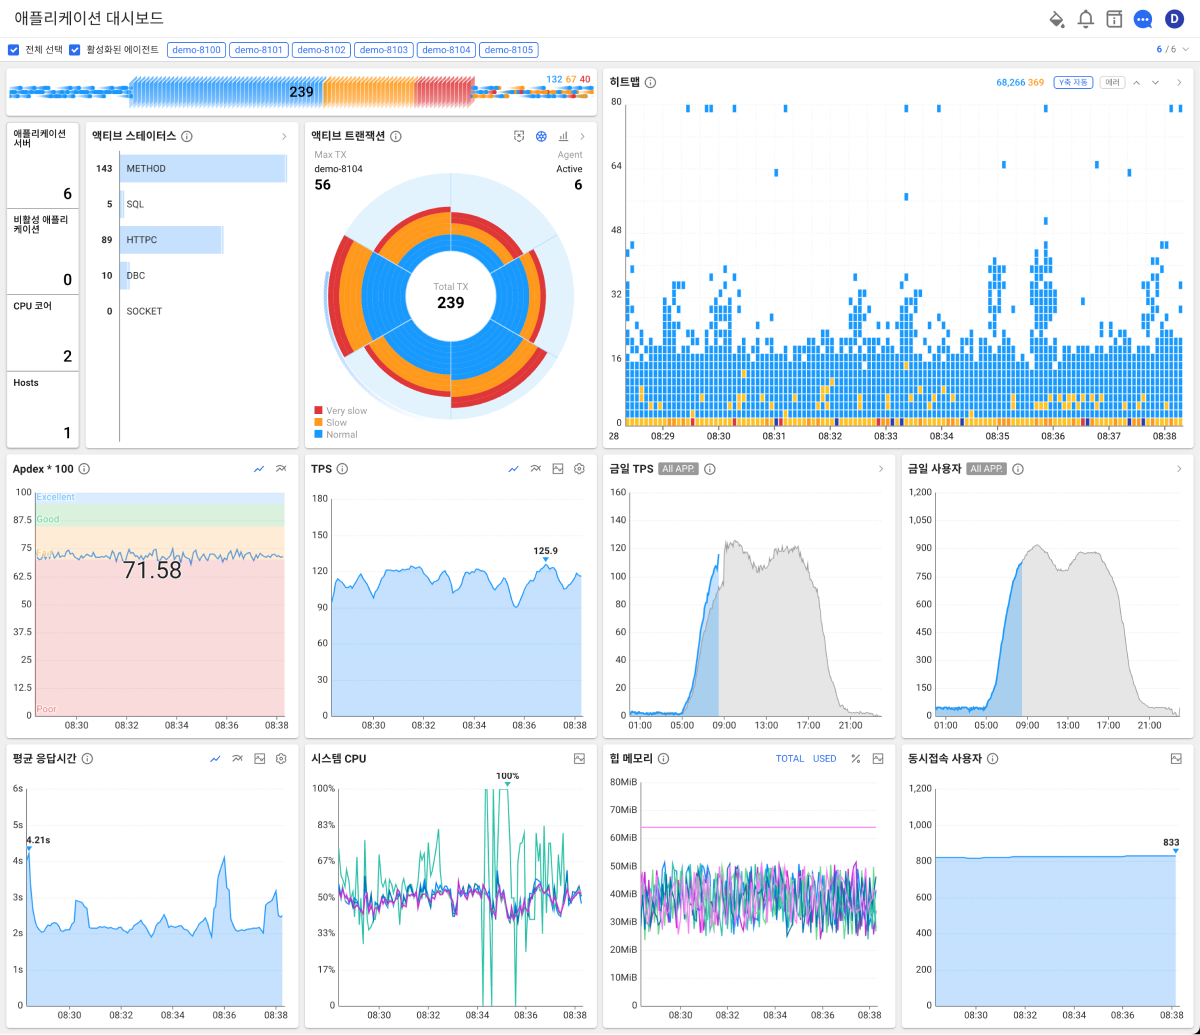 애플리케이션 대시보드
D
전체 선택
활성화된 에이전트
demo-8100
demo-8101
demo-8102
demo-8103
demo-8104
demo-8105
6 / 6
132 67 40
239
애플리케이션 서버
6
비활성 애플리케이션
0
CPU 코어
2
Hosts
1
액티브 스테이터스
143 METHOD
5 SQL
89 HTTPC
10 DBC
0 SOCKET
액티브 트랜잭션
Max TX
demo-8104
56
Agent
Active
6
Total TX
239
Very slow
Slow
Normal
히트맵
68,266 369
Y축 자동
에러
80
64
48
32
16
0
28 08:29 08:30 08:31 08:32 08:33 08:34 08:35 08:36 08:37 08:38
Apdex * 100
100
87.5
75
62.5
50
37.5
25
12.5
0
Excellent
Good
Fair
71.58
Poor
08:30 08:32 08:34 08:36 08:38
TPS
180
150
120
90
60
30
0
125.9
08:30 08:32 08:34 08:36 08:38
금일 TPS All APP.
160
140
120
100
80
60
40
20
0
01:00 05:00 09:00 13:00 17:00 21:00
금일 사용자 All APP.
1,200
1,050
900
750
600
450
300
150
0
01:00 05:00 09:00 13:00 17:00 21:00
평균 응답시간
6s
5s
4s
3s
2s
1s
0
4.21s
08:30 08:32 08:34 08:36 08:38
시스템 CPU
100%
83%
67%
50%
33%
17%
0
100%
08:30 08:32 08:34 08:36 08:38
힙 메모리
TOTAL USED
80MiB
70MiB
60MiB
50MiB
40MiB
30MiB
20MiB
10MiB
0
08:30 08:32 08:34 08:36 08:38
동시접속 사용자
1,200
1,000
800
600
400
200
0
833
08:30 08:32 08:34 08:36 08:38